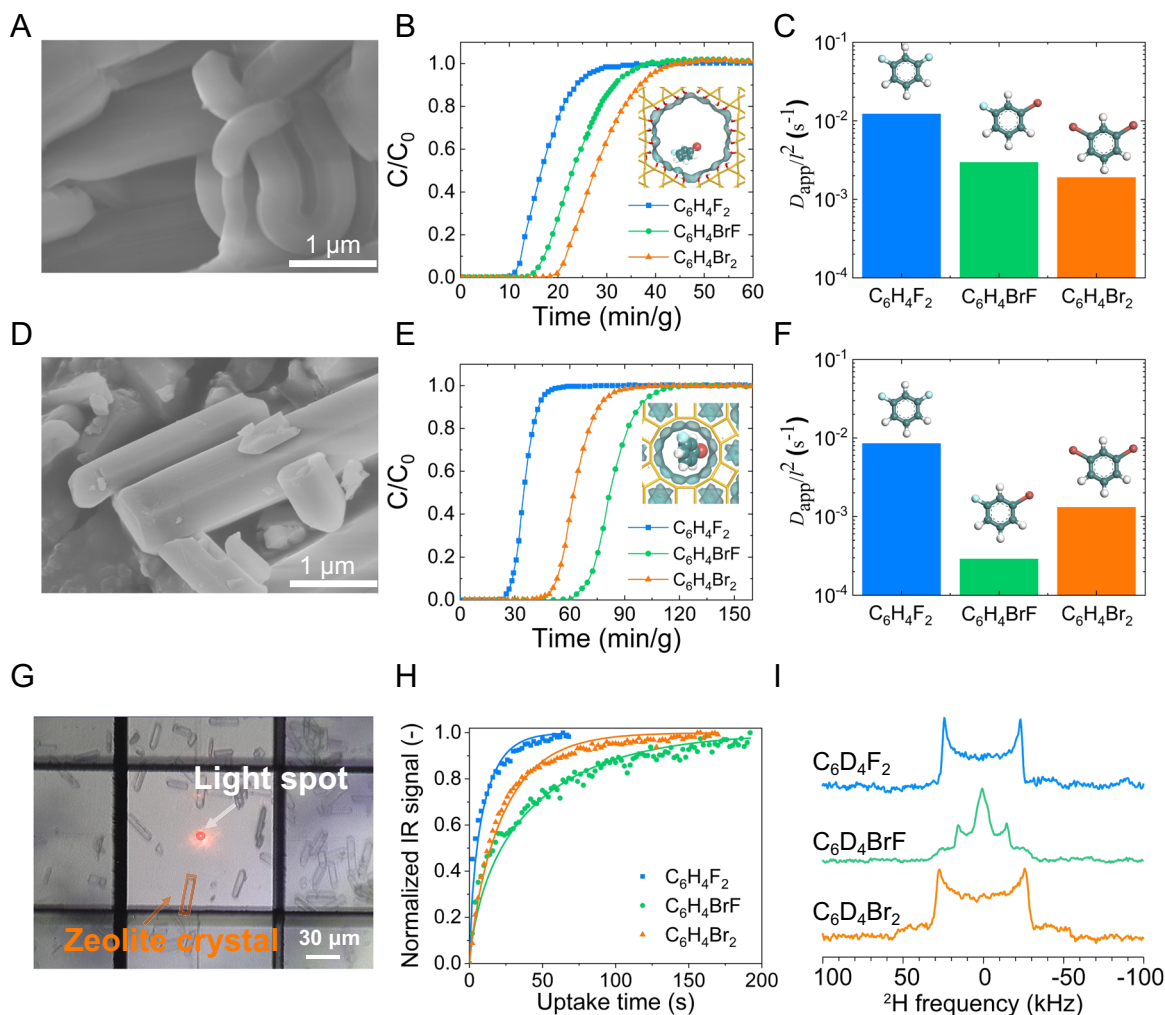 A
1 μm
B
C/C₀
1.0
0.8
0.6
0.4
0.2
0.0
C₆H₄F₂
C₆H₄BrF
C₆H₄Br₂
0 10 20 30 40 50 60
Time (min/g)
C
D_app/l² (s⁻¹)
10⁻¹
10⁻²
10⁻³
10⁻⁴
C₆H₄F₂ C₆H₄BrF C₆H₄Br₂
D
1 μm
E
C/C₀
1.0
0.8
0.6
0.4
0.2
0.0
C₆H₄F₂
C₆H₄BrF
C₆H₄Br₂
0 30 60 90 120 150
Time (min/g)
F
D_app/l² (s⁻¹)
10⁻¹
10⁻²
10⁻³
10⁻⁴
C₆H₄F₂ C₆H₄BrF C₆H₄Br₂
G
Light spot
Zeolite crystal
30 μm
H
Normalized IR signal (-)
1.0
0.8
0.6
0.4
0.2
0.0
C₆H₄F₂
C₆H₄BrF
C₆H₄Br₂
0 50 100 150 200
Uptake time (s)
I
C₆D₄F₂
C₆D₄BrF
C₆D₄Br₂
100 50 0 -50 -100
²H frequency (kHz)